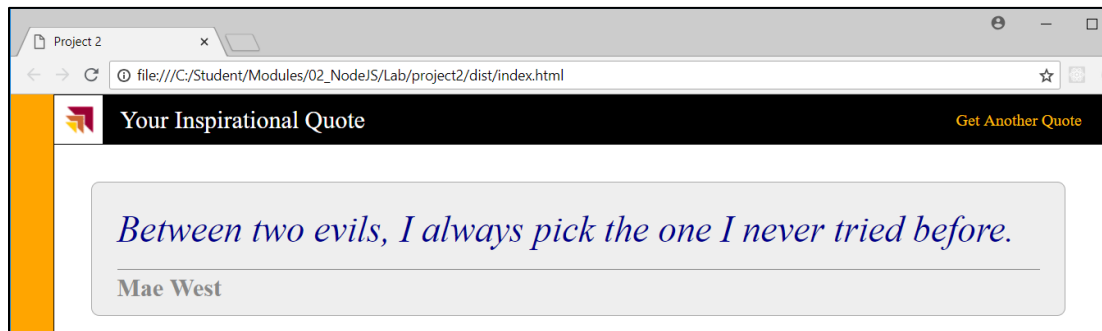 Project 2
file:///C:/Student/Modules/02_NodeJS/Lab/project2/dist/index.html
Your Inspirational Quote
Get Another Quote
Between two evils, I always pick the one I never tried before.
Mae West